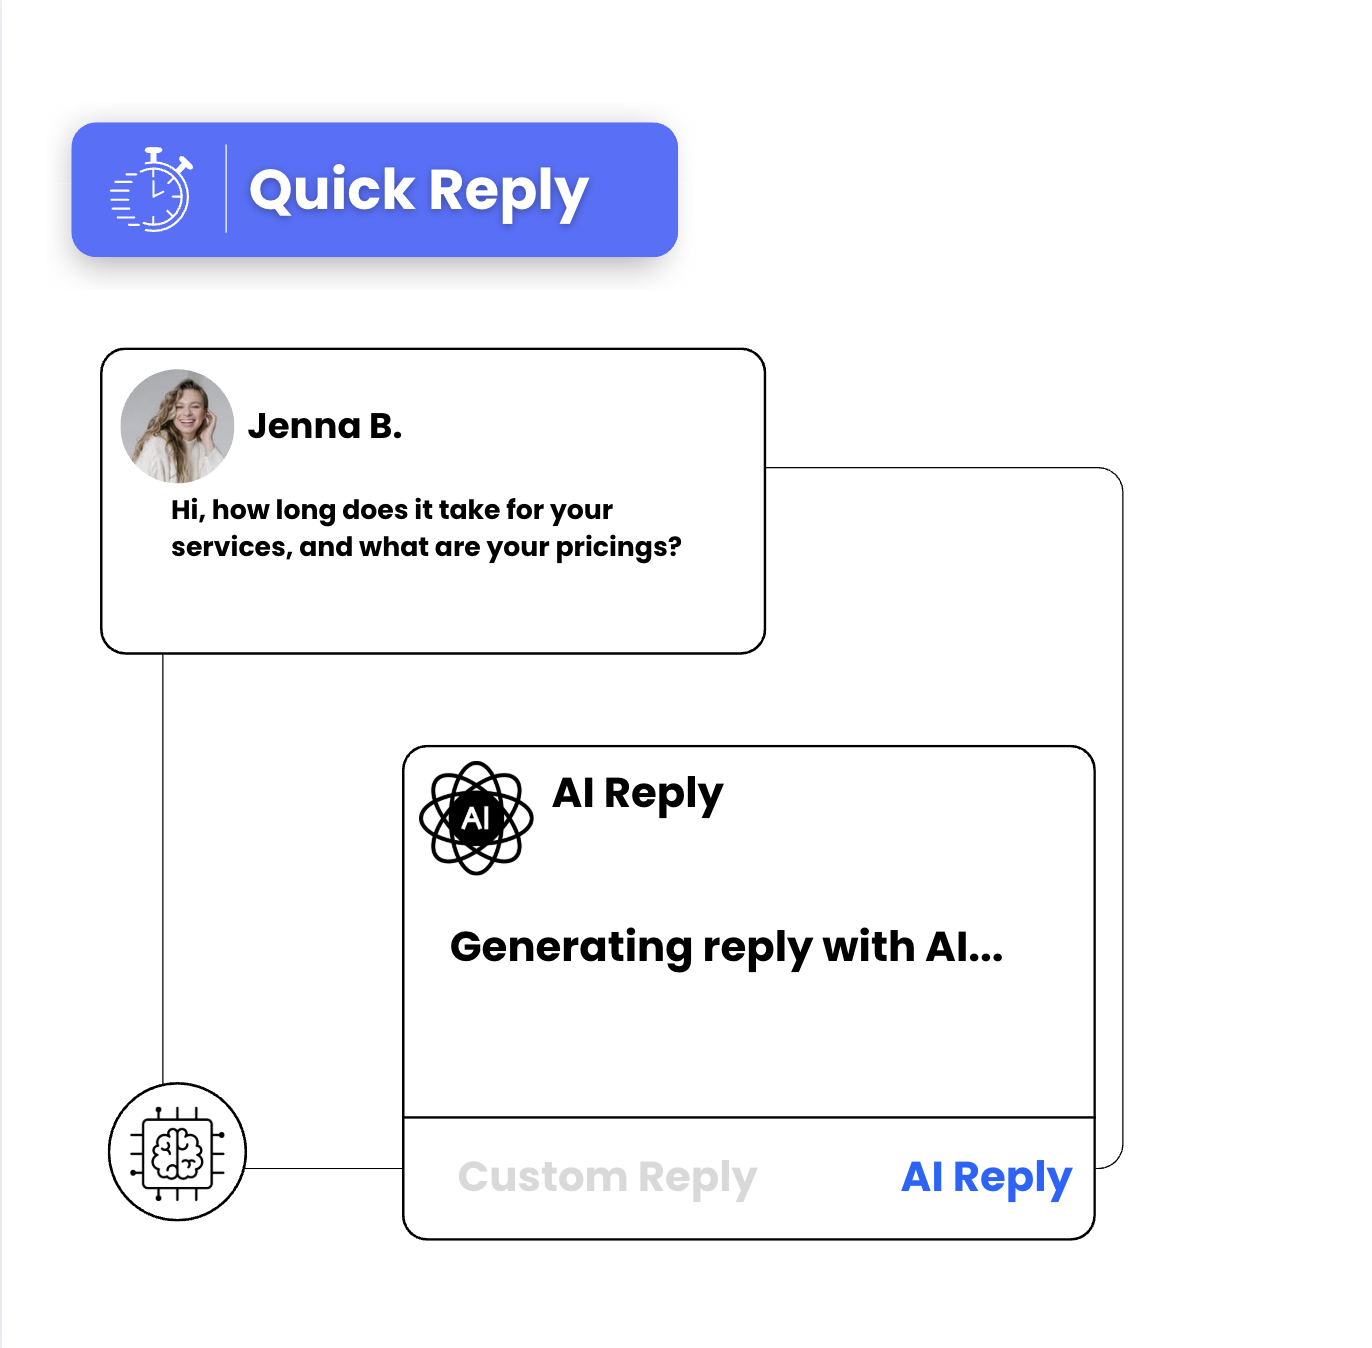 Quick Reply
Jenna B.
Hi, how long does it take for your
services, and what are your pricings?
AI
AI Reply
Generating reply with AI...
Custom Reply
AI Reply